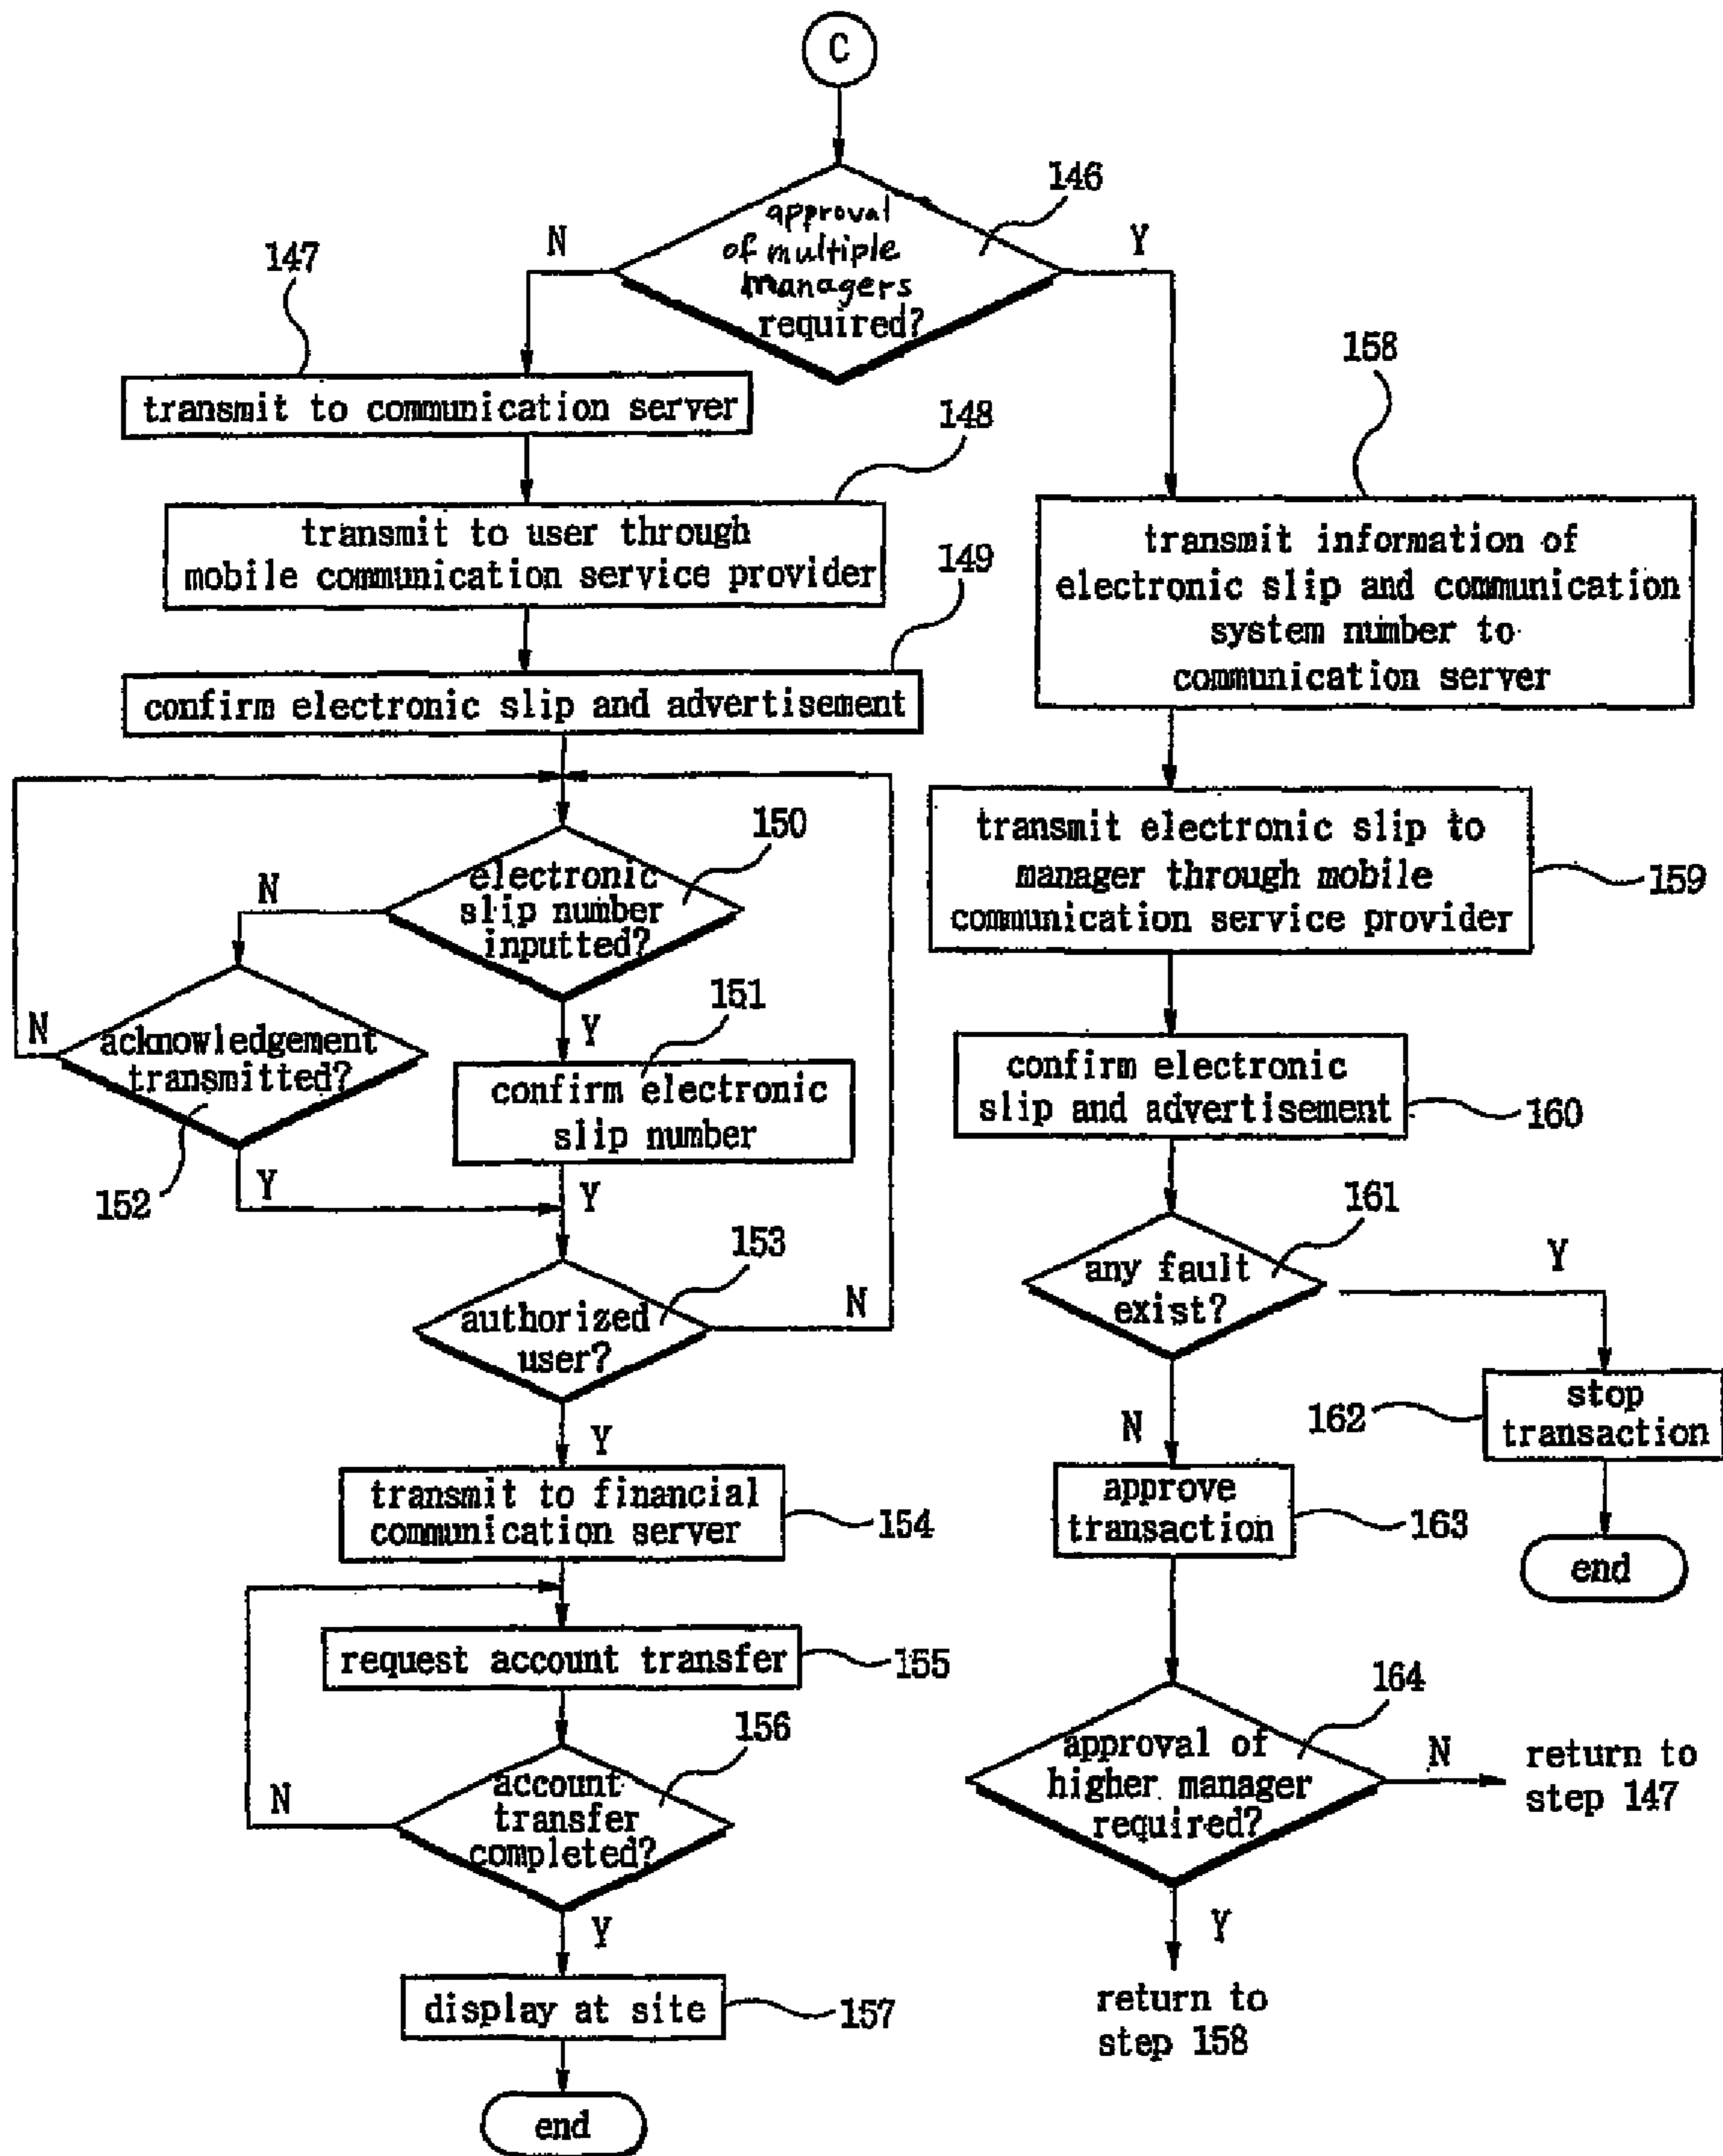 C
146
approval
of multiple
managers
required?
N
Y
147
transmit to communication server
148
transmit to user through
mobile communication service provider
149
confirm electronic slip and advertisement
150
electronic
slip number
inputted?
N
Y
151
confirm electronic
slip number
Y
acknowledgement
transmitted?
N
Y
152
153
authorized
user?
N
Y
transmit to financial
communication server
154
request account transfer
155
156
account
transfer
completed?
N
Y
display at site
157
end
158
transmit information of
electronic slip and communication
system number to
communication server
transmit electronic slip to
manager through mobile
communication service provider
159
confirm electronic
slip and advertisement
160
161
any fault
exist?
Y
N
162
stop
transaction
end
approve
transaction
163
164
approval of
higher manager
required?
N
return to
step 147
Y
return to
step 158